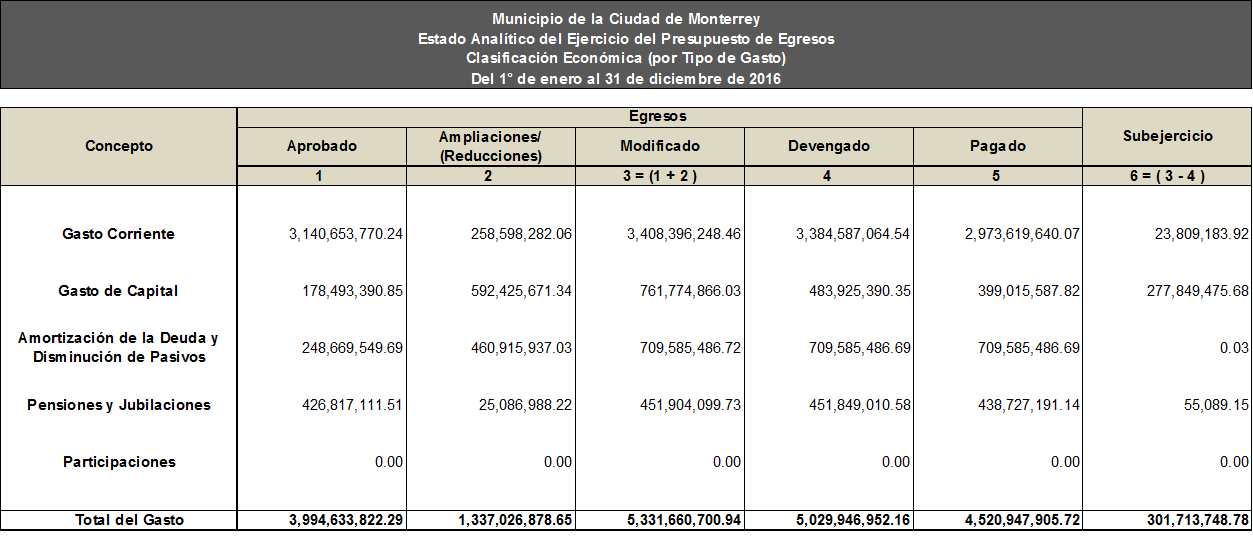 Municipio de la Ciudad de Monterrey
Estado Analítico del Ejercicio del Presupuesto de Egresos
Clasificación Económica (por Tipo de Gasto)
Del 1° de enero al 31 de diciembre de 2016
Concepto
Egresos
Subejercicio
Aprobado
Ampliaciones/
(Reducciones)
Modificado
Devengado
Pagado
1
2
3 = (1 + 2 )
4
5
6 = ( 3 - 4 )
Gasto Corriente 3,140,653,770.24 258,598,282.06 3,408,396,248.46 3,384,587,064.54 2,973,619,640.07 23,809,183.92
Gasto de Capital 178,493,390.85 592,425,671.34 761,774,866.03 483,925,390.35 399,015,587.82 277,849,475.68
Amortización de la Deuda y
Disminución de Pasivos
248,669,549.69 460,915,937.03 709,585,486.72 709,585,486.69 709,585,486.69 0.03
Pensiones y Jubilaciones 426,817,111.51 25,086,988.22 451,904,099.73 451,849,010.58 438,727,191.14 55,089.15
Participaciones 0.00 0.00 0.00 0.00 0.00 0.00
Total del Gasto 3,994,633,822.29 1,337,026,878.65 5,331,660,700.94 5,029,946,952.16 4,520,947,905.72 301,713,748.78